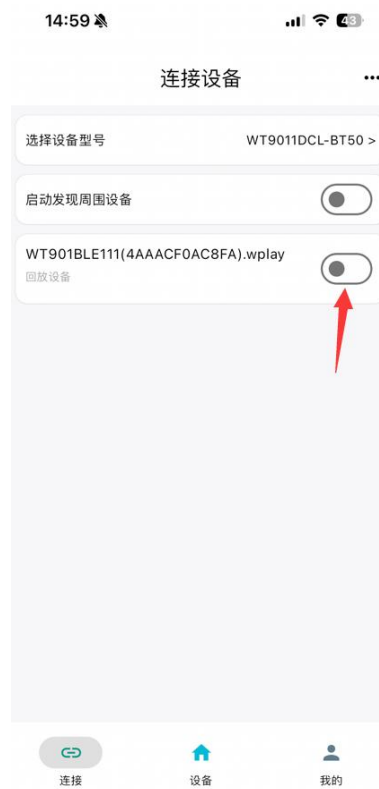 14:59
43
连接设备
选择设备型号
WT9011DCL-BT50 >
启动发现周围设备
WT901BLE111(4AAACF0AC8FA).wplay
回放设备
连接
设备
我的